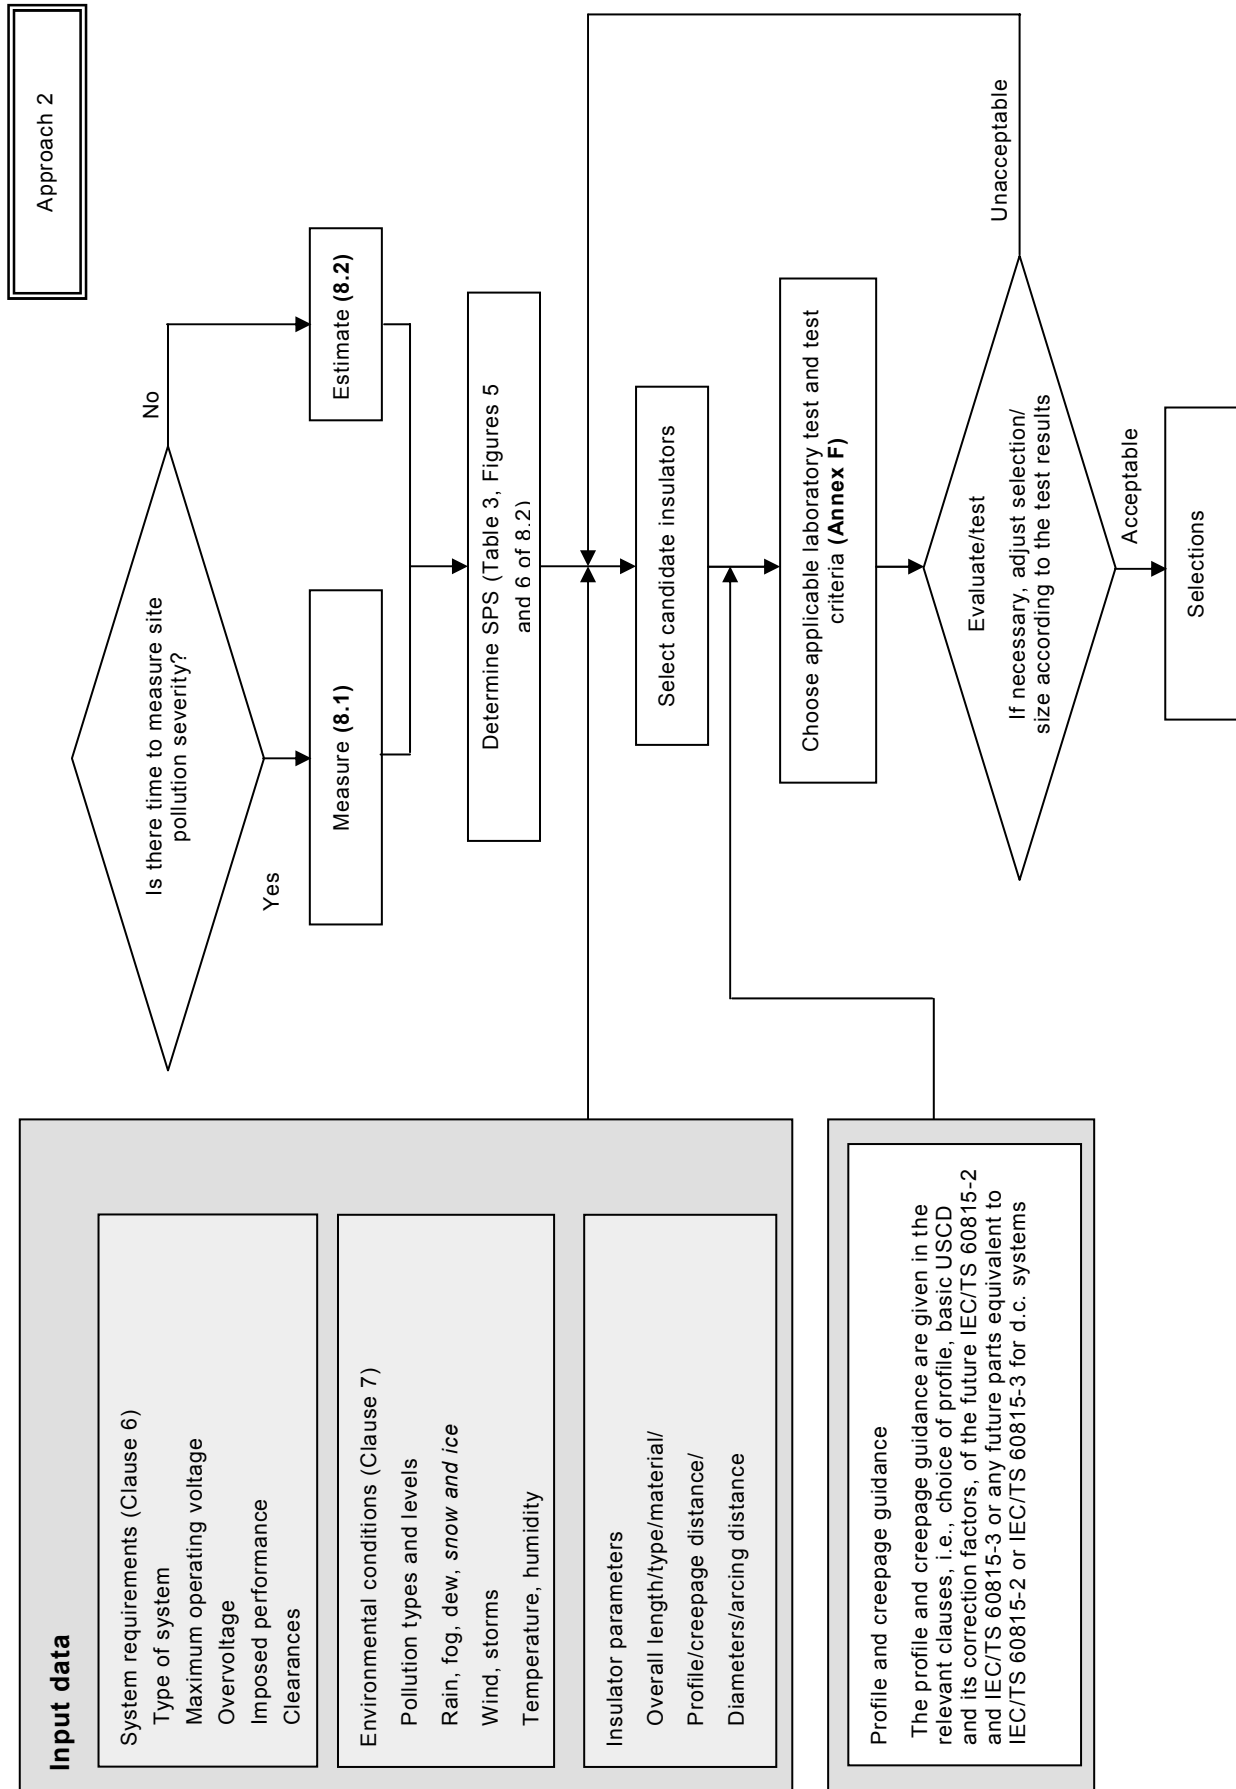 Approach 2
Input data
System requirements (Clause 6)
Type of system
Maximum operating voltage
Overvoltage
Imposed performance
Clearances
Environmental conditions (Clause 7)
Pollution types and levels
Rain, fog, dew, snow and ice
Wind, storms
Temperature, humidity
Insulator parameters
Overall length/type/material/
Profile/creepage distance/
Diameters/arcing distance
Profile and creepage guidance
The profile and creepage guidance are given in the
relevant clauses, i.e., choice of profile, basic USCD
and its correction factors, of the future IEC/TS 60815-2
and IEC/TS 60815-3 or any future parts equivalent to
IEC/TS 60815-2 or IEC/TS 60815-3 for d.c. systems
Is there time to measure site
pollution severity?
Yes
No
Measure (8.1)
Estimate (8.2)
Determine SPS (Table 3, Figures 5
and 6 of 8.2)
Select candidate insulators
Choose applicable laboratory test and test
criteria (Annex F)
Evaluate/test
If necessary, adjust selection/
size according to the test results
Unacceptable
Acceptable
Selections